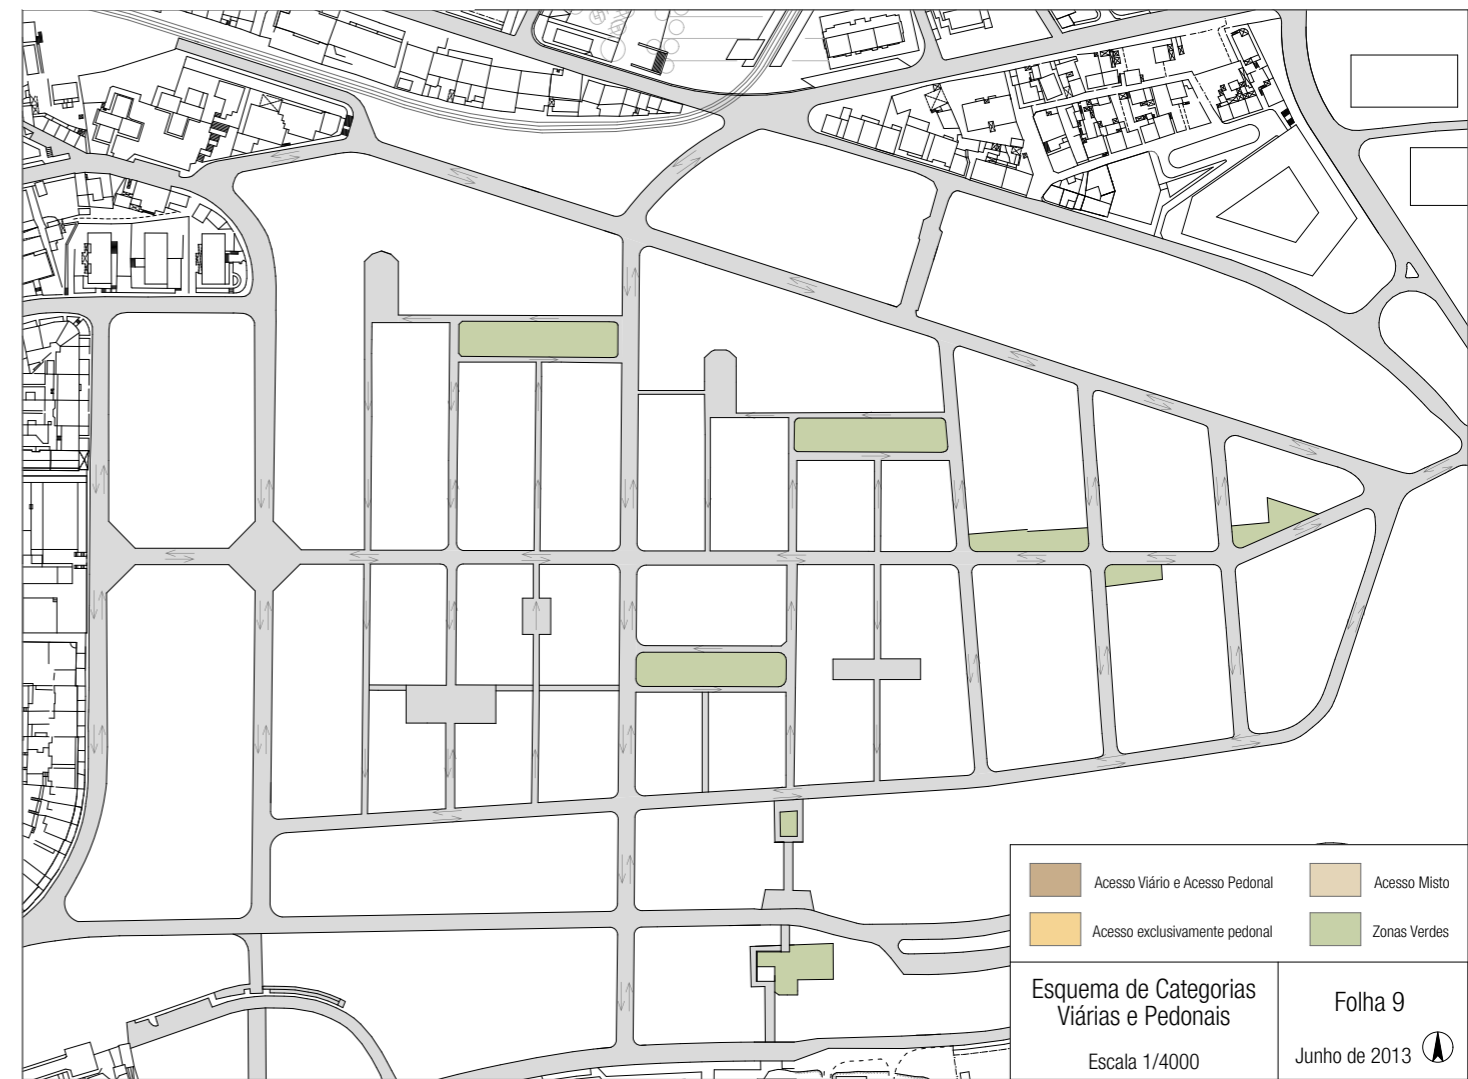 Acesso Viário e Acesso Pedonal
Acesso Misto
Acesso exclusivamente pedonal
Zonas Verdes
Esquema de Categorias
Viárias e Pedonais
Escala 1/4000
Folha 9
Junho de 2013